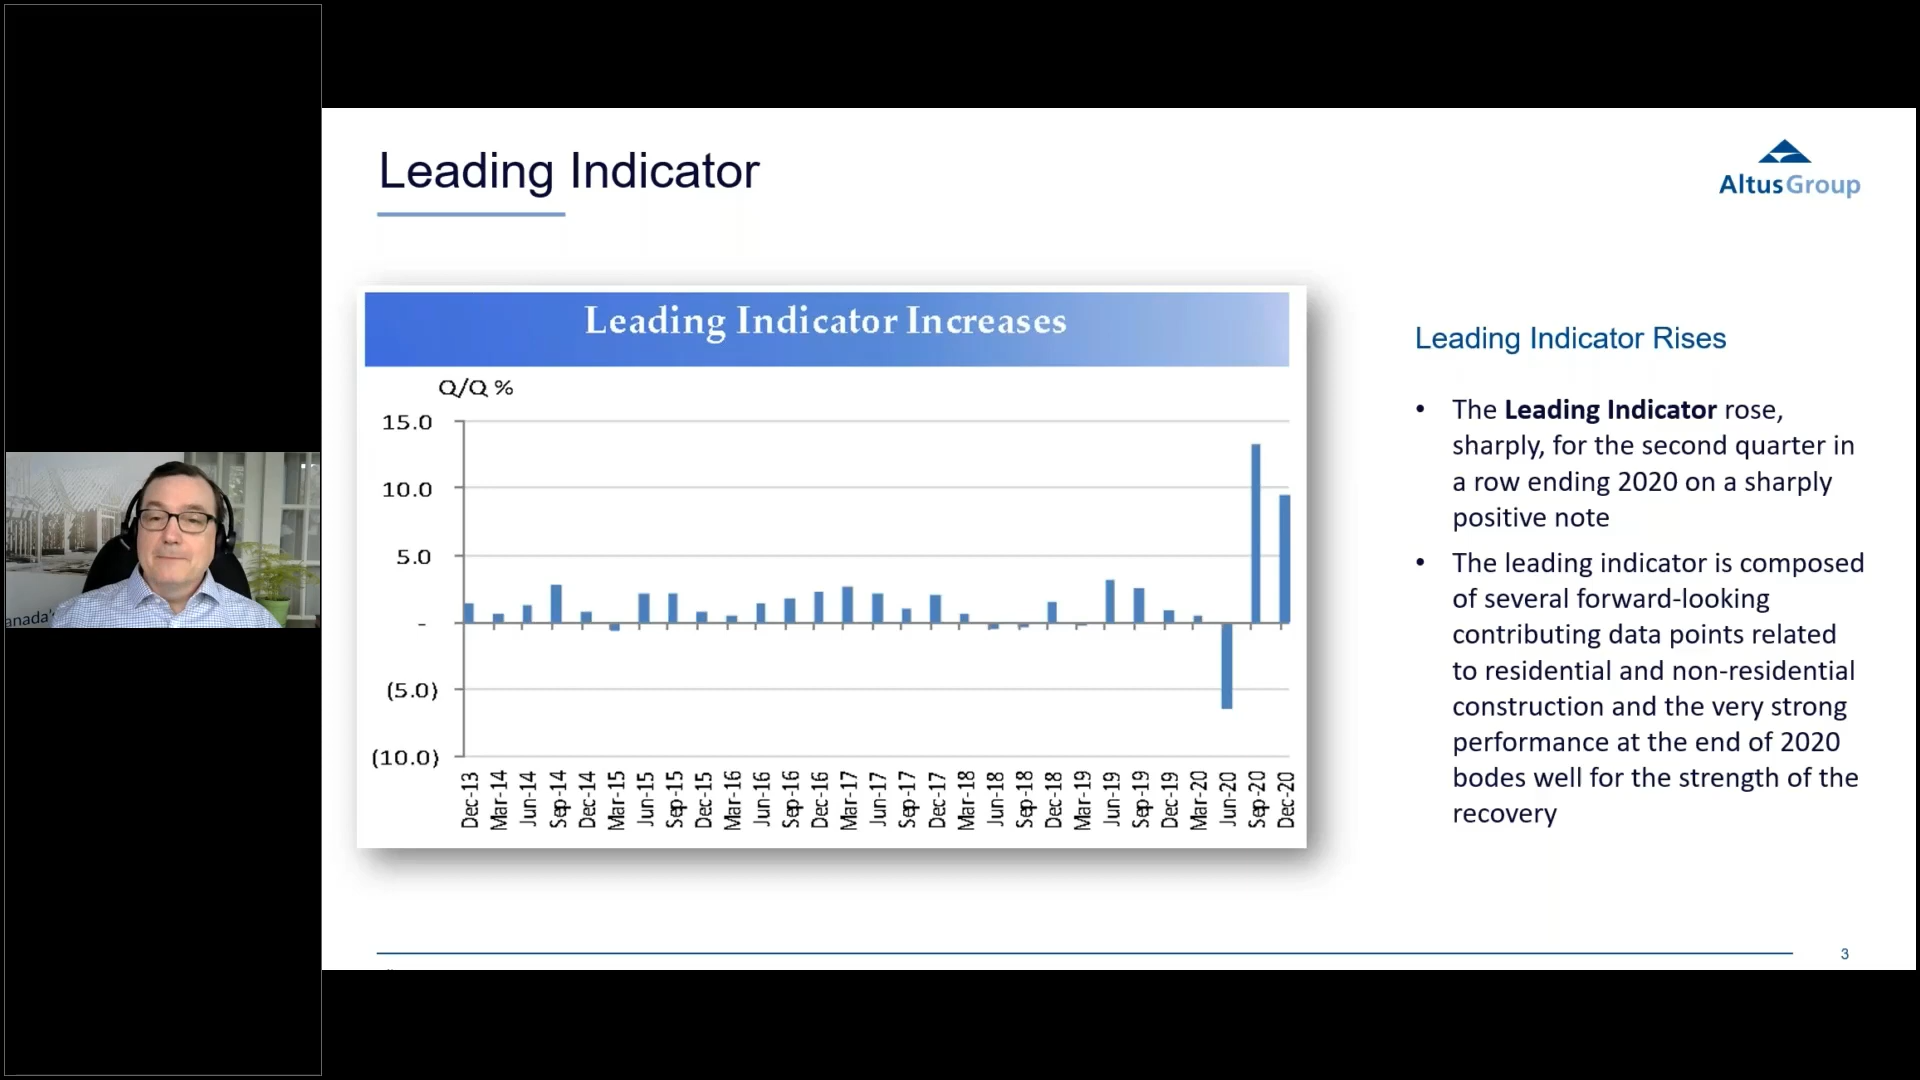 Leading Indicator
AltusGroup
Leading Indicator Increases
Q/Q %
15.0
10.0
5.0
-
(5.0)
(10.0)
Dec-13
Mar-14
Jun-14
Sep-14
Dec-14
Mar-15
Jun-15
Sep-15
Dec-15
Mar-16
Jun-16
Sep-16
Dec-16
Mar-17
Jun-17
Sep-17
Dec-17
Mar-18
Jun-18
Sep-18
Dec-18
Mar-19
Jun-19
Sep-19
Dec-19
Mar-20
Jun-20
Sep-20
Dec-20
Leading Indicator Rises
• The Leading Indicator rose,
sharply, for the second quarter in
a row ending 2020 on a sharply
positive note
• The leading indicator is composed
of several forward-looking
contributing data points related
to residential and non-residential
construction and the very strong
performance at the end of 2020
bodes well for the strength of the
recovery
anada's
3